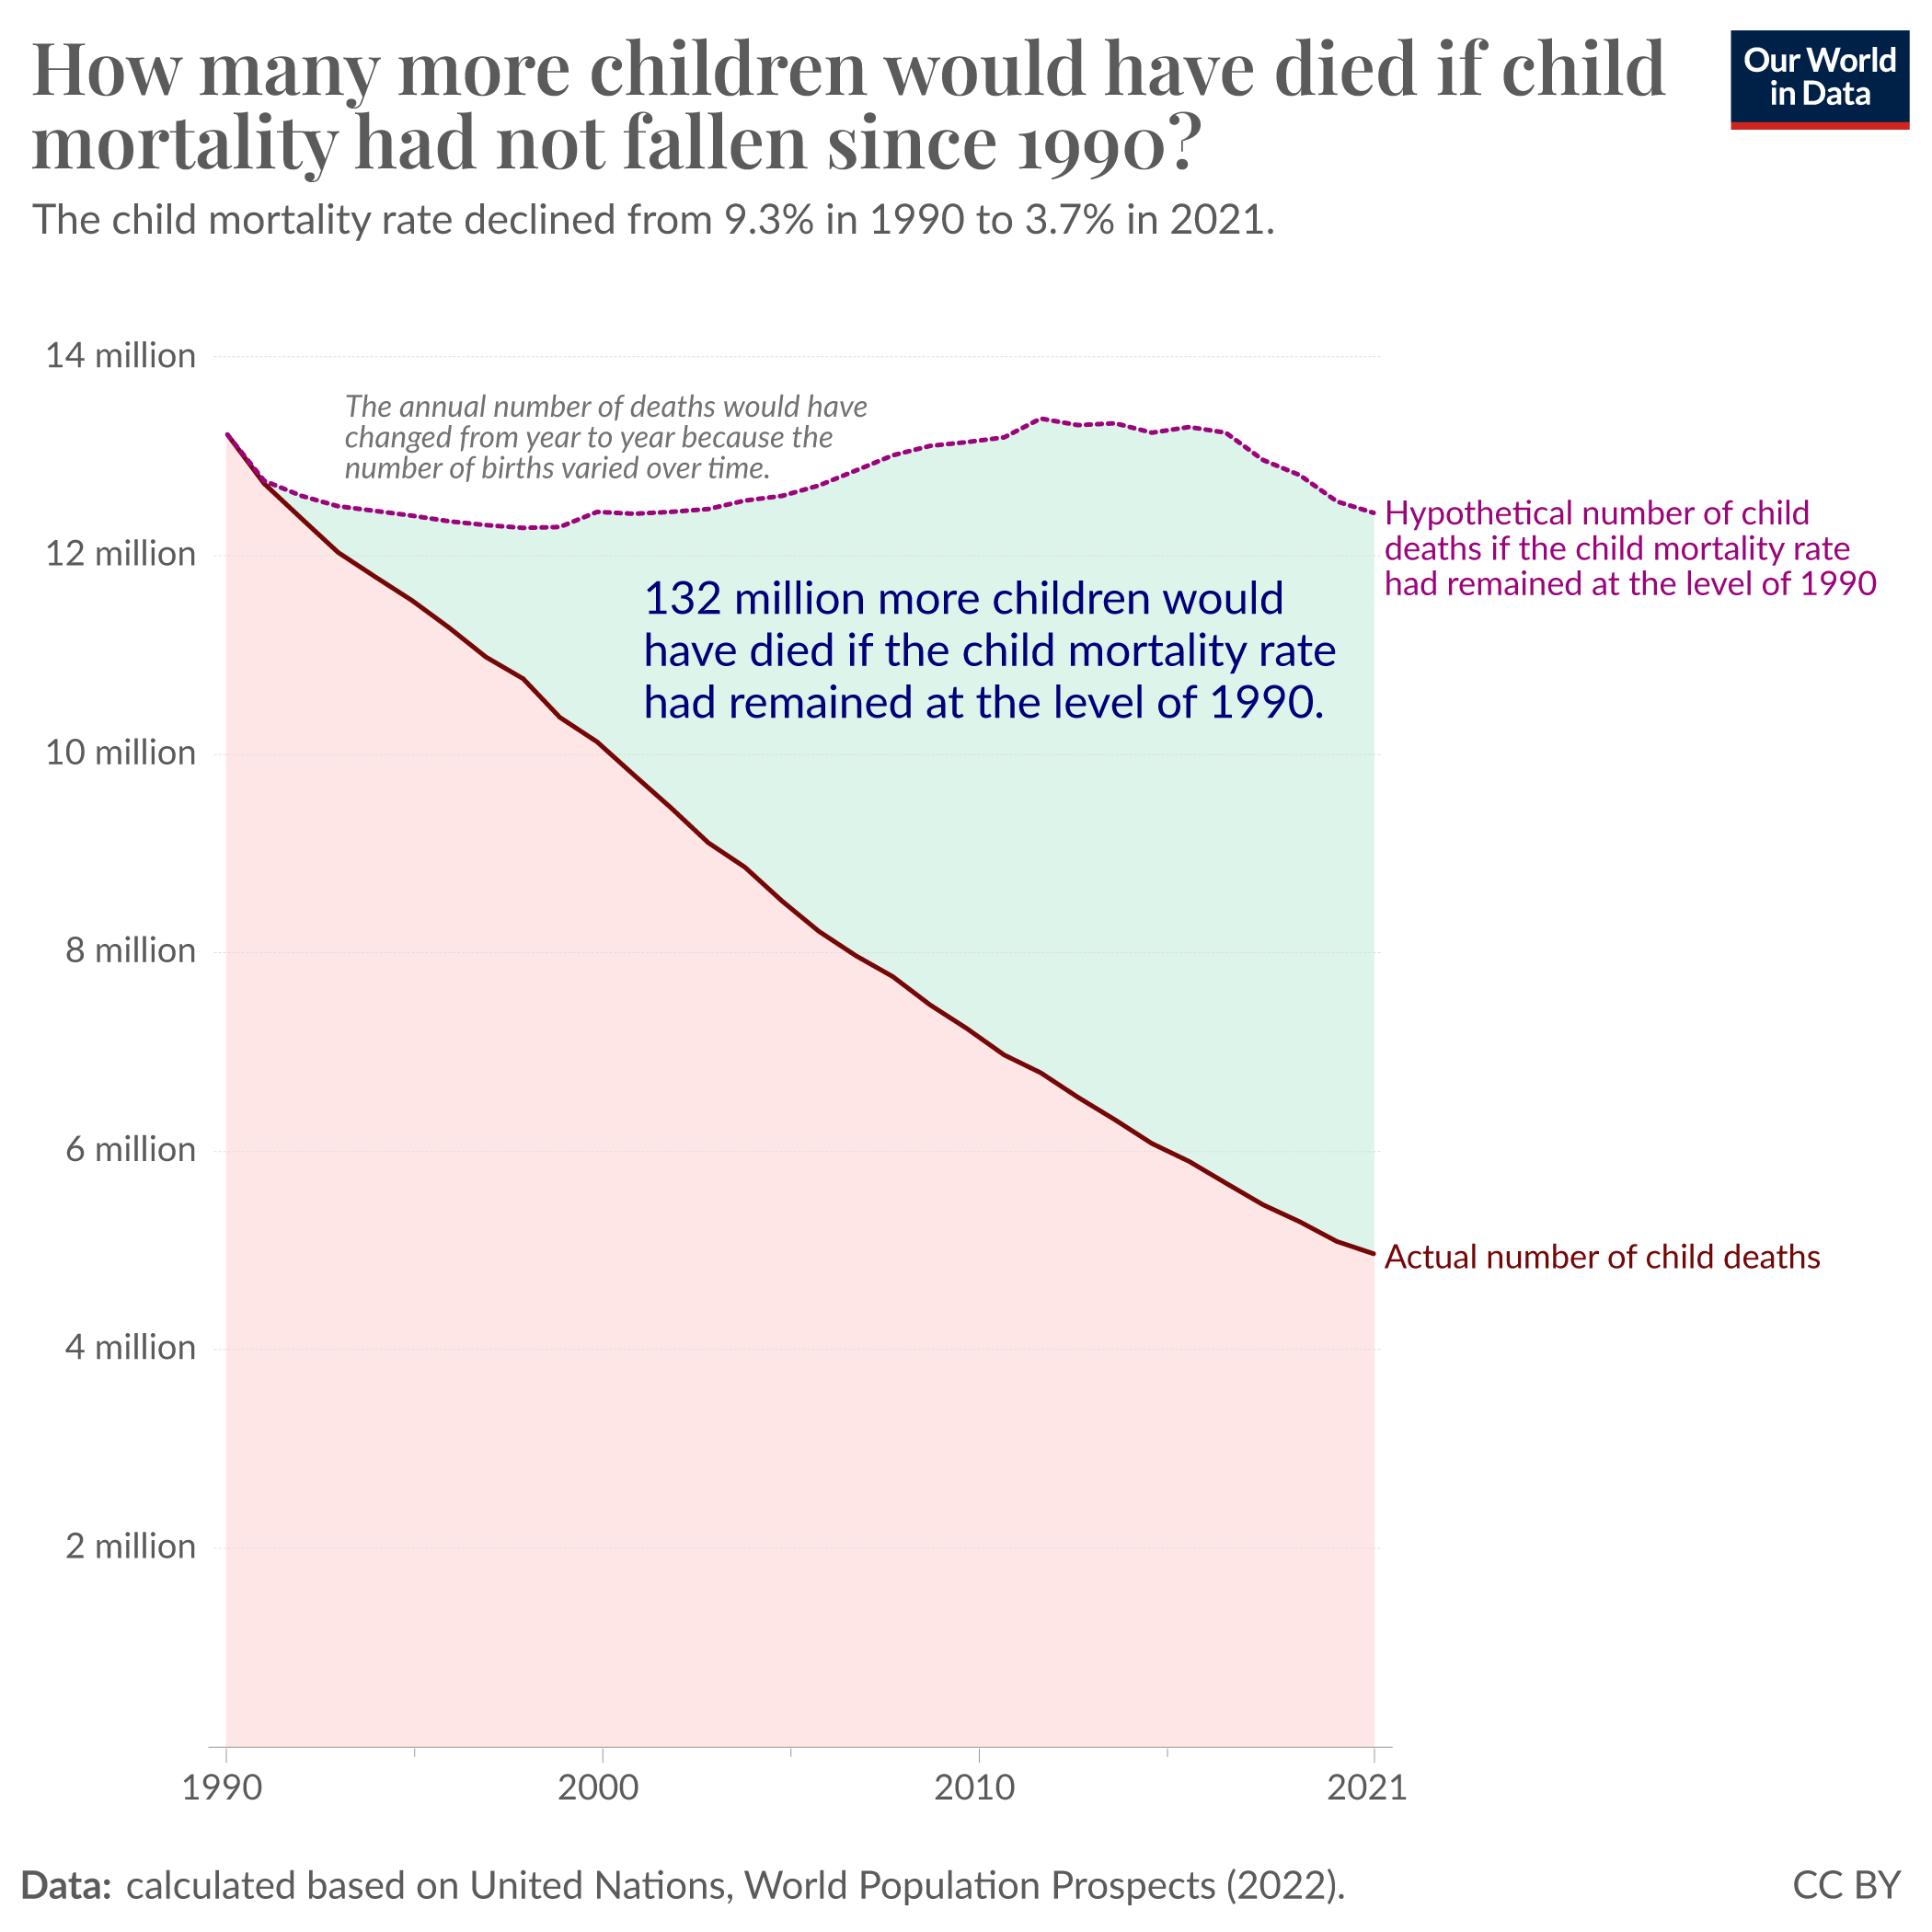 How many more children would have died if child
mortality had not fallen since 1990?
Our World
in Data
The child mortality rate declined from 9.3% in 1990 to 3.7% in 2021.
14 million
The annual number of deaths would have
changed from year to year because the
number of births varied over time.
Hypothetical number of child
deaths if the child mortality rate
had remained at the level of 1990
12 million
132 million more children would
have died if the child mortality rate
had remained at the level of 1990.
10 million
8 million
6 million
Actual number of child deaths
4 million
2 million
1990
2000
2010
2021
Data: calculated based on United Nations, World Population Prospects (2022).
CC BY